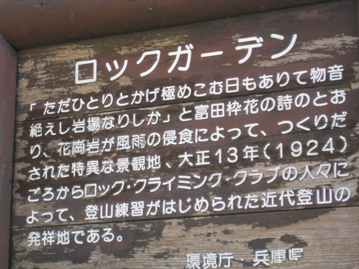 ロックガーデン
「ただひとりとかげ極めこむ日もありて物音
絶えし岩場なりしか」と富田砕花の詩のとお
り、花崗岩が風雨の侵食によって、つくりだ
された特異な景観地、大正13年(1924)
ごろからロック・クライミング・クラブの人々に
よって、登山練習がはじめられた近代登山の
発祥地である。
環境庁・兵庫県